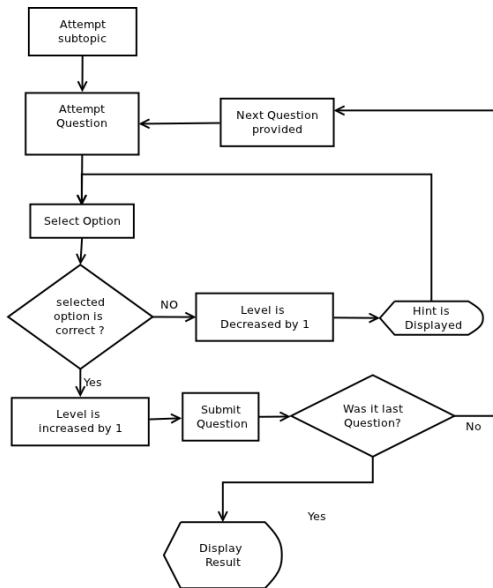 Attempt
subtopic
Attempt
Question
Next Question
provided
Select Option
selected
option is
correct ?
NO
Level is
Decreased by 1
Hint is
Displayed
Yes
Level is
increased by 1
Submit
Question
Was it last
Question?
No
Yes
Display
Result